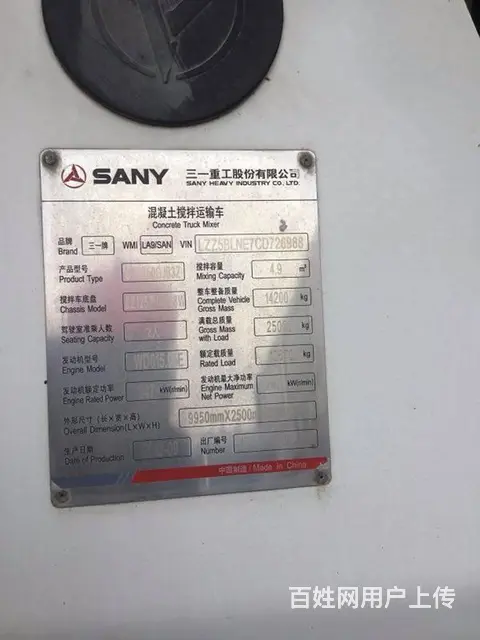 SANY 三一重工股份有限公司
SANY HEAVY INDUSTRY CO., LTD.
混凝土搅拌运输车
Concrete Truck Mixer
品牌 Brand 三一牌 WMI LA9/SAN VIN
产品型号 Product Type 搅拌容量 Mixing Capacity 4.9 m³
搅拌车底盘 Chassis Model 整车整备质量 Complete Vehicle Gross Mass 14200 kg
驾驶室准乘人数 Seating Capacity 满载总质量 Gross Mass with Load kg
发动机型号 Engine Model 额定载质量 Rated Load kg
发动机额定功率 Engine Rated Power kW(r/min) 发动机最大净功率 Engine Maximum Net Power kW(r/min)
外形尺寸(长×宽×高) Overall Dimension(L×W×H) 9950mmX2500
生产日期 Date of Production 出厂编号 Number
中国制造 / Made in China
百姓网用户上传